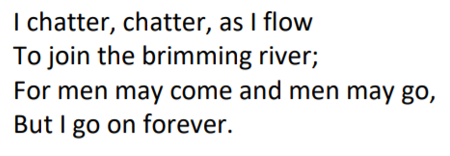 I chatter, chatter, as I flow
To join the brimming river;
For men may come and men may go,
But I go on forever.